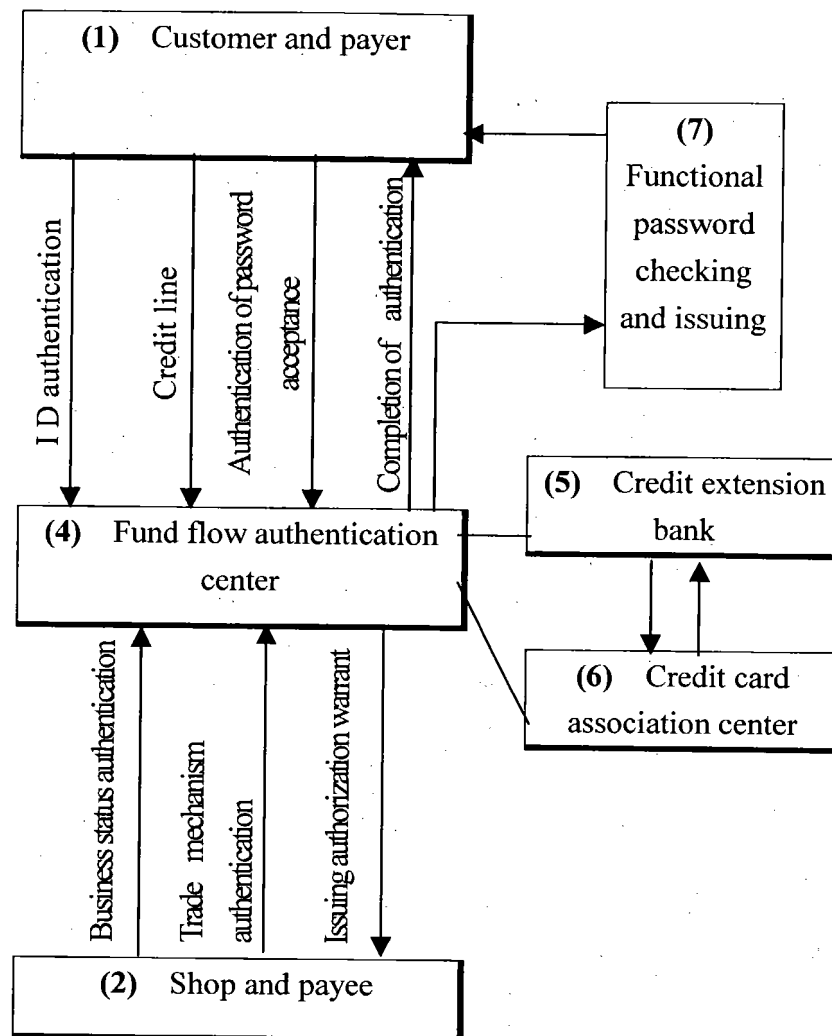 (1) Customer and payer
(7)
Functional
password
checking
and issuing
I D authentication
Credit line
Authentication of password
acceptance
Completion of authentication
(4) Fund flow authentication
center
(5) Credit extension
bank
(6) Credit card
association center
Business status authentication
Trade mechanism
authentication
Issuing authorization warrant
(2) Shop and payee